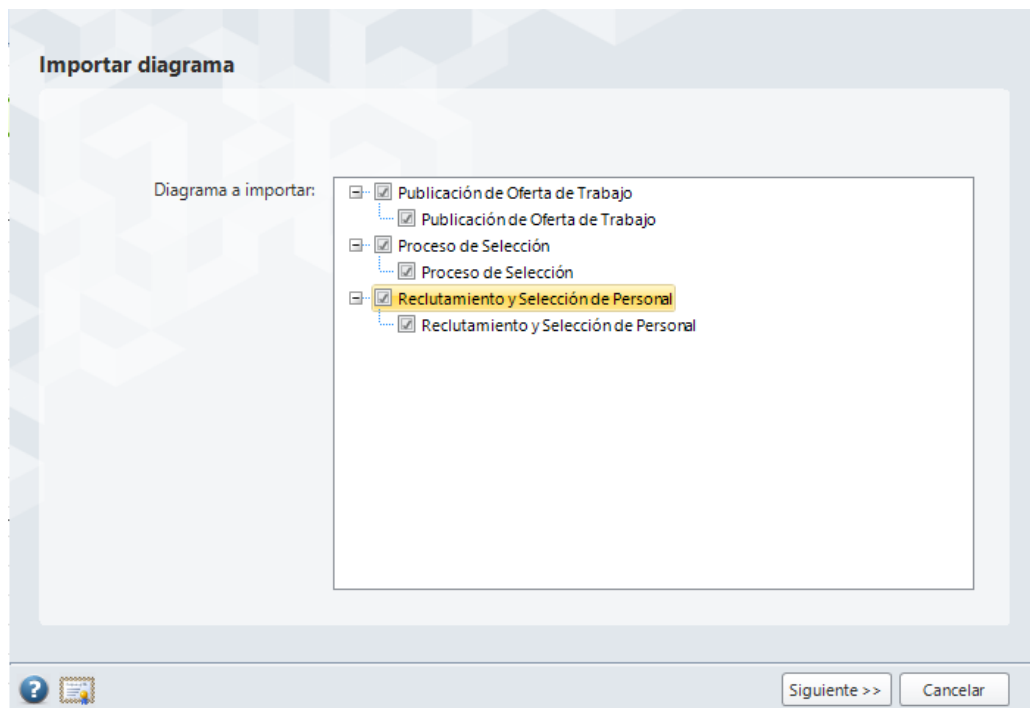 Importar diagrama
Diagrama a importar:
Publicación de Oferta de Trabajo
Publicación de Oferta de Trabajo
Proceso de Selección
Proceso de Selección
Reclutamiento y Selección de Personal
Reclutamiento y Selección de Personal
?
Siguiente >>
Cancelar